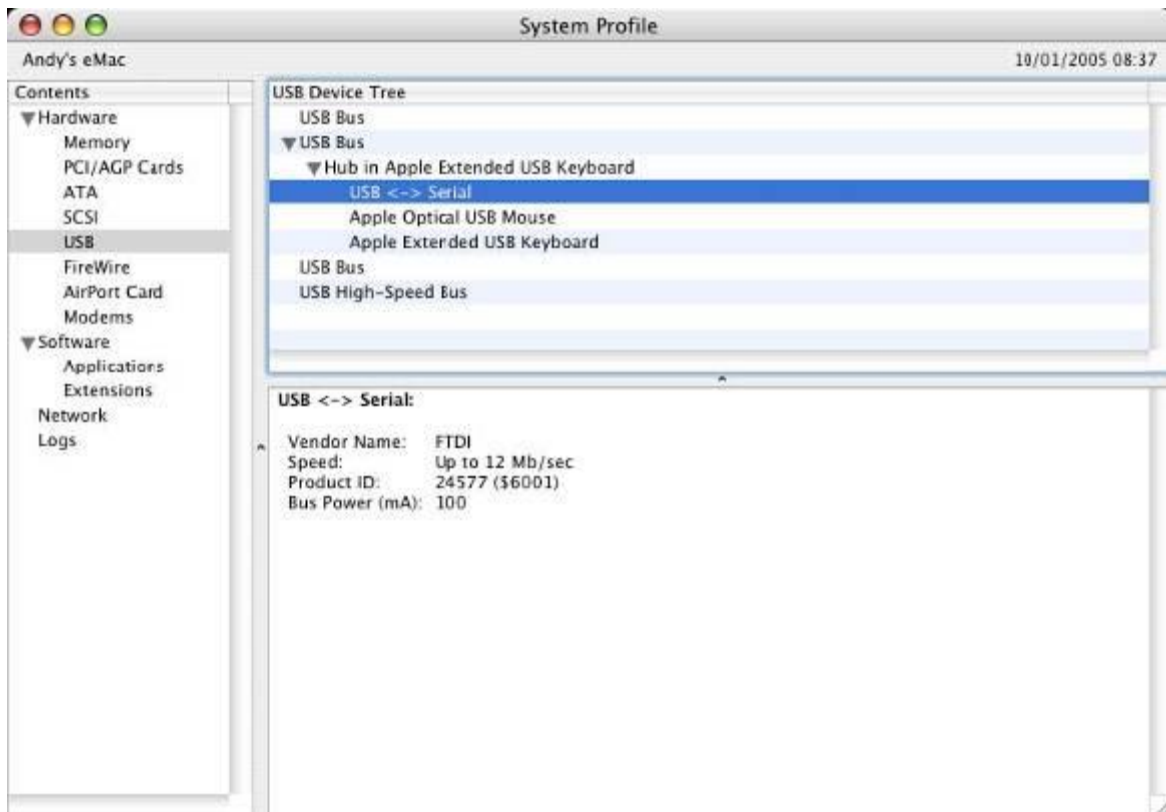 System Profile
Andy's eMac
10/01/2005 08:37
Contents
Hardware
Memory
PCI/AGP Cards
ATA
SCSI
USB
FireWire
AirPort Card
Modems
Software
Applications
Extensions
Network
Logs
USB Device Tree
USB Bus
USB Bus
Hub in Apple Extended USB Keyboard
USB <-> Serial
Apple Optical USB Mouse
Apple Extended USB Keyboard
USB Bus
USB High-Speed Bus
USB <-> Serial:
Vendor Name: FTDI
Speed: Up to 12 Mb/sec
Product ID: 24577 ($6001)
Bus Power (mA): 100